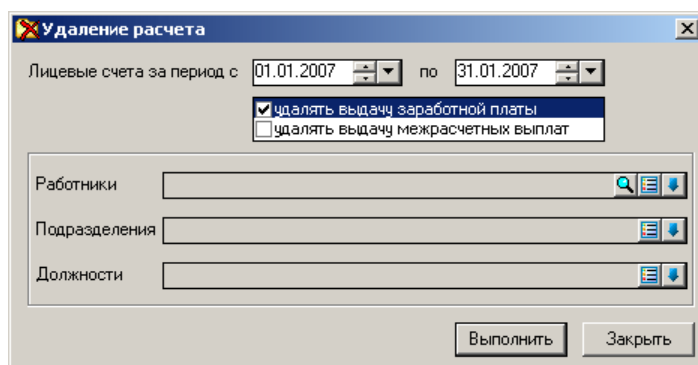 Удаление расчета
Лицевые счета за период с 01.01.2007 по 31.01.2007
удалять выдачу заработной платы
удалять выдачу межрасчетных выплат
Работники
Подразделения
Должности
Выполнить Закрыть